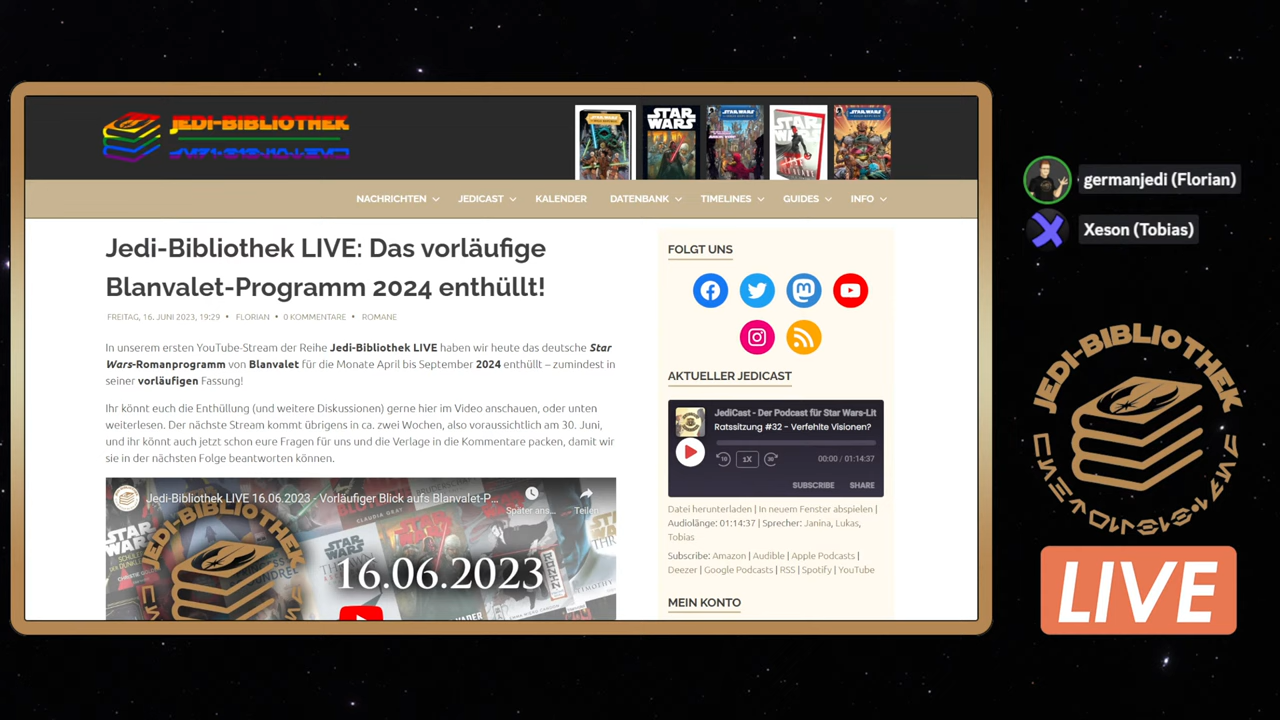 JEDI-BIBLIOTHEK
STAR WARS
NACHRICHTEN JEDICAST KALENDER DATENBANK TIMELINES GUIDES INFO
Jedi-Bibliothek LIVE: Das vorläufige
Blanvalet-Programm 2024 enthüllt!
FREITAG, 16. JUNI 2023, 19:29 • FLORIAN • 0 KOMMENTARE • ROMANE
In unserem ersten YouTube-Stream der Reihe Jedi-Bibliothek LIVE haben wir heute das deutsche Star
Wars-Romanprogramm von Blanvalet für die Monate April bis September 2024 enthüllt – zumindest in
seiner vorläufigen Fassung!
Ihr könnt euch die Enthüllung (und weitere Diskussionen) gerne hier im Video anschauen, oder unten
weiterlesen. Der nächste Stream kommt übrigens in ca. zwei Wochen, also voraussichtlich am 30. Juni,
und ihr könnt auch jetzt schon eure Fragen für uns und die Verlage in die Kommentare packen, damit wir
sie in der nächsten Folge beantworten können.
Jedi-Bibliothek LIVE 16.06.2023 - Vorläufiger Blick aufs Blanvalet-P...
Später ans... Teilen
CLAUDIA GRAY
16.06.2023
FOLGT UNS
AKTUELLER JEDICAST
JediCast - Der Podcast für Star Wars-Lit
Ratssitzung #32 - Verfehlte Visionen?
10 1X 30 00:00 / 01:14:37
SUBSCRIBE SHARE
Datei herunterladen | In neuem Fenster abspielen |
Audiolänge: 01:14:37 | Sprecher: Janina, Lukas,
Tobias
Subscribe: Amazon | Audible | Apple Podcasts |
Deezer | Google Podcasts | RSS | Spotify | YouTube
MEIN KONTO
germanjedi (Florian)
Xeson (Tobias)
JEDI-BIBLIOTHEK
LIVE